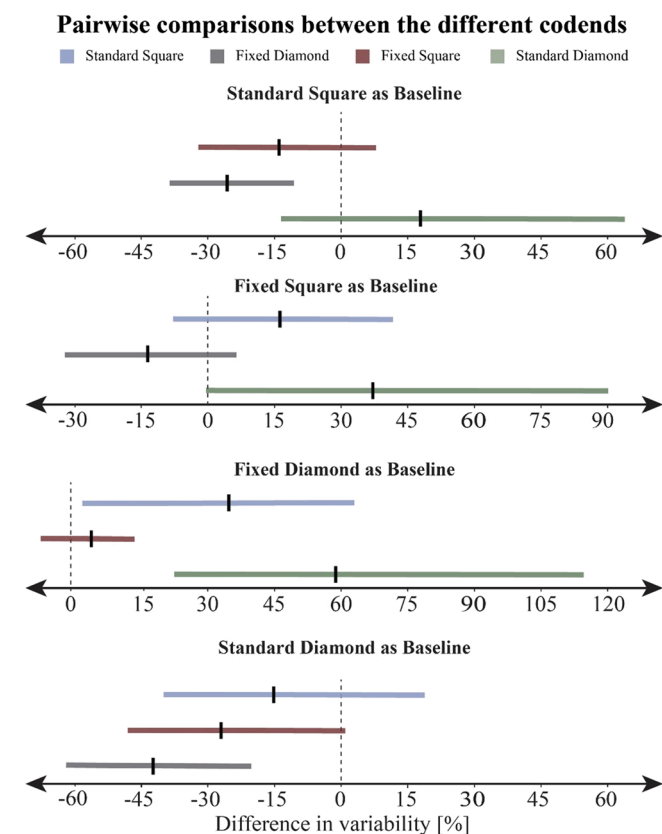 Pairwise comparisons between the different codends
Standard Square Fixed Diamond Fixed Square Standard Diamond
Standard Square as Baseline
-60 -45 -30 -15 0 15 30 45 60
Fixed Square as Baseline
-30 -15 0 15 30 45 60 75 90
Fixed Diamond as Baseline
0 15 30 45 60 75 90 105 120
Standard Diamond as Baseline
-60 -45 -30 -15 0 15 30 45 60
Difference in variability [%]